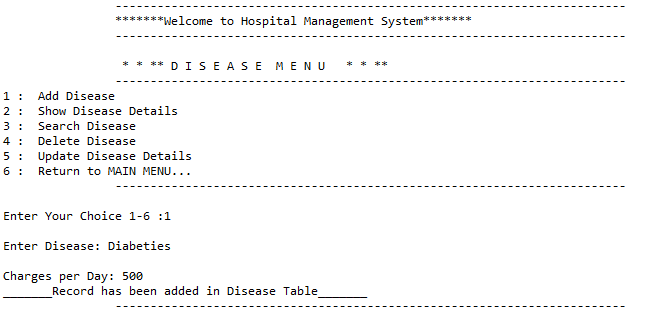 -------------------------------------------------------------------------
*******Welcome to Hospital Management System*******
-------------------------------------------------------------------------
* * ** D I S E A S E  M E N U   * * **
-------------------------------------------------------------------------
1 :  Add Disease
2 :  Show Disease Details
3 :  Search Disease
4 :  Delete Disease
5 :  Update Disease Details
6 :  Return to MAIN MENU...
-------------------------------------------------------------------------
Enter Your Choice 1-6 :1
Enter Disease: Diabeties
Charges per Day: 500
_______Record has been added in Disease Table_______
-------------------------------------------------------------------------